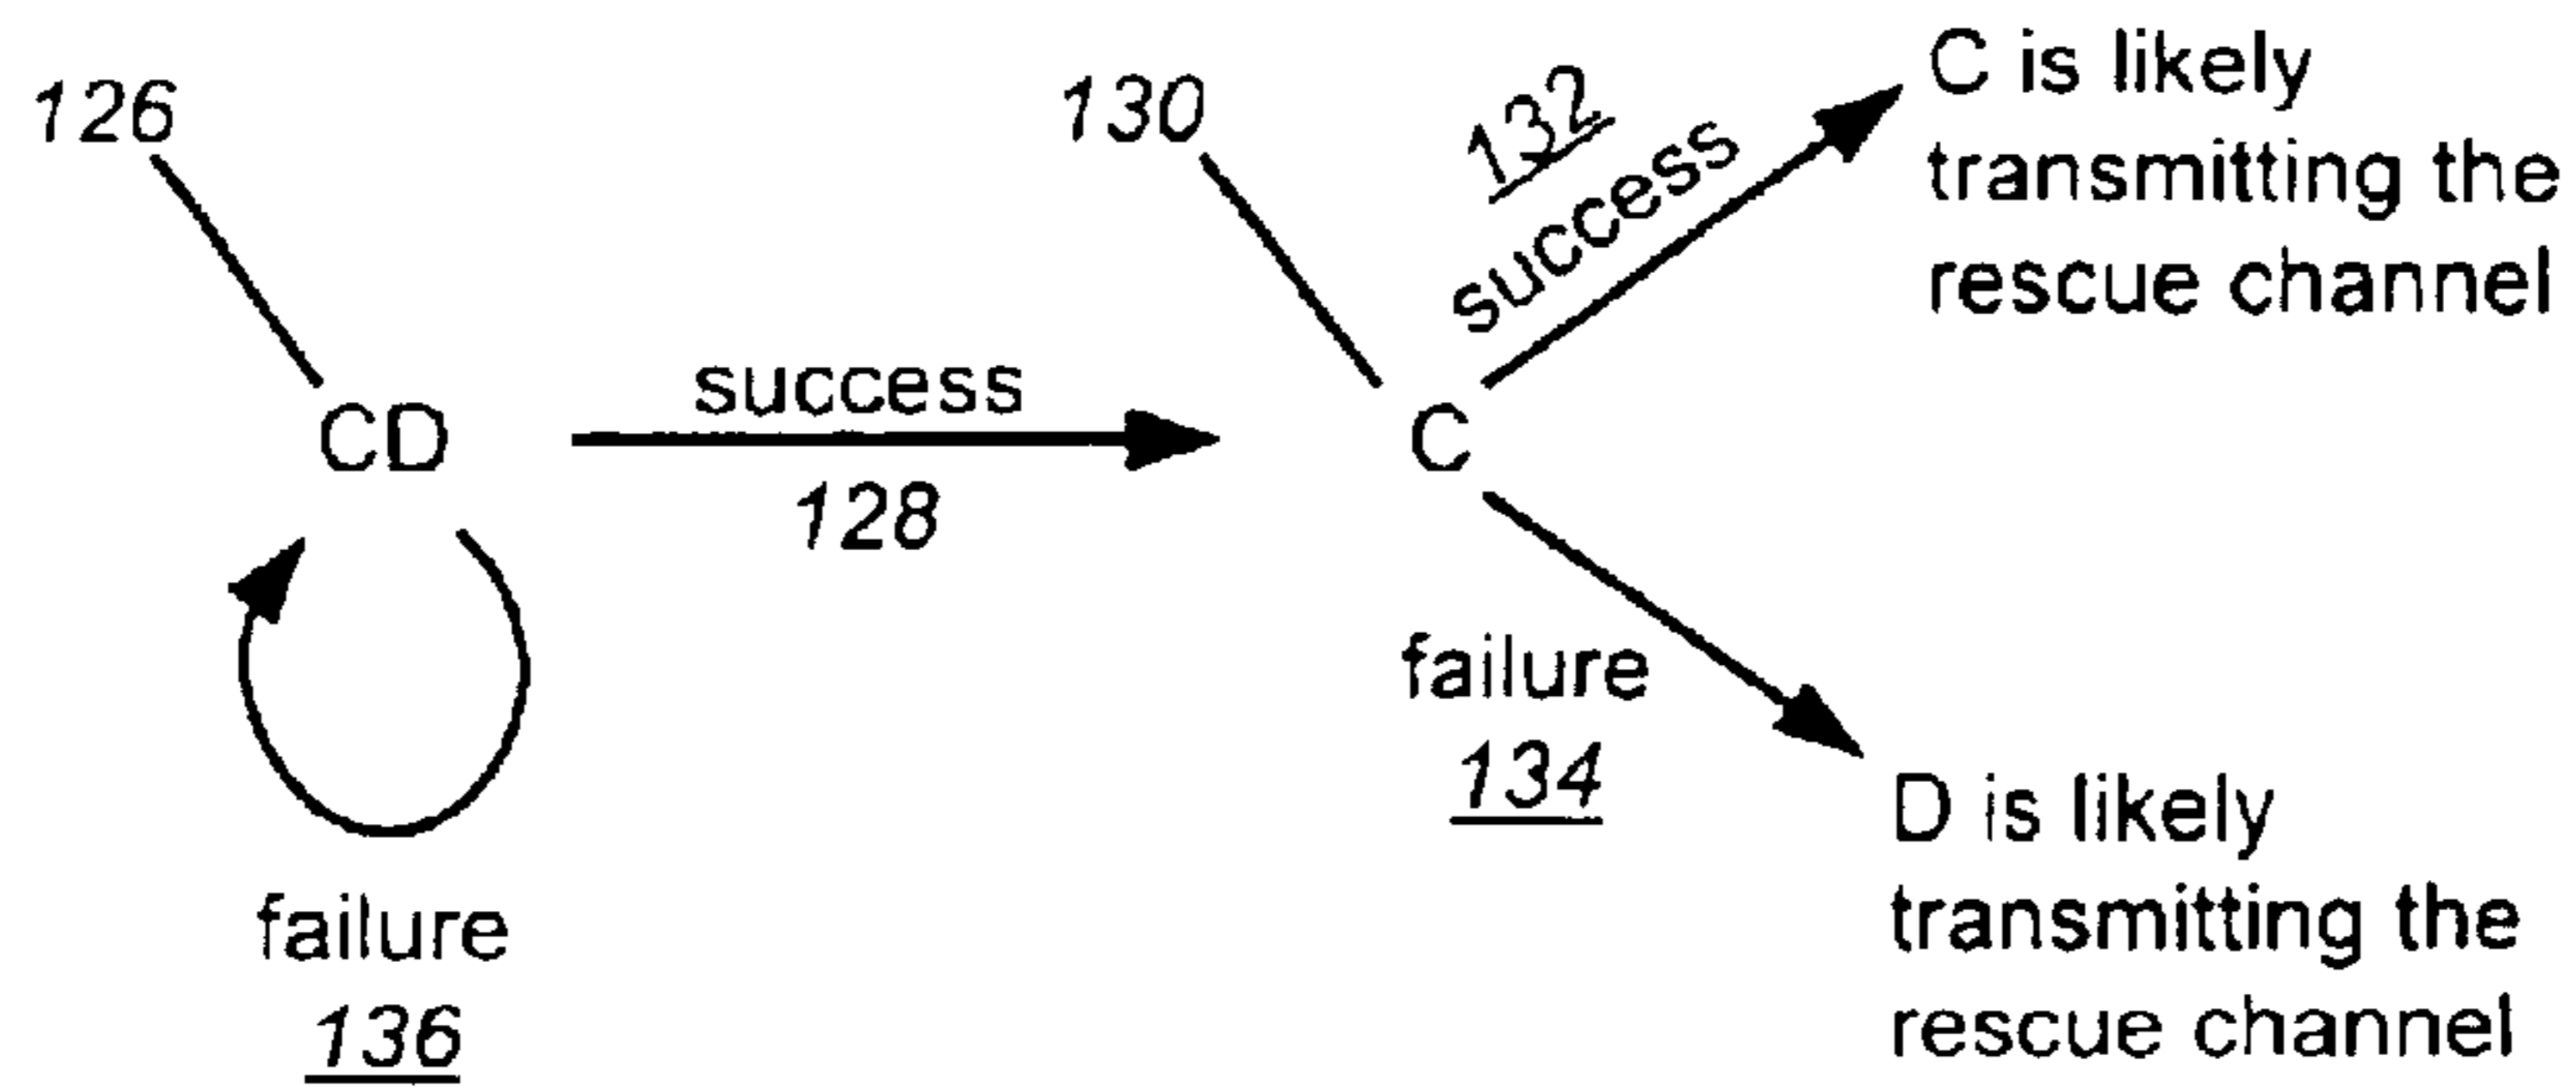 126
CD
success
128
failure
136
130
C
132
success
failure
134
C is likely
transmitting the
rescue channel
D is likely
transmitting the
rescue channel